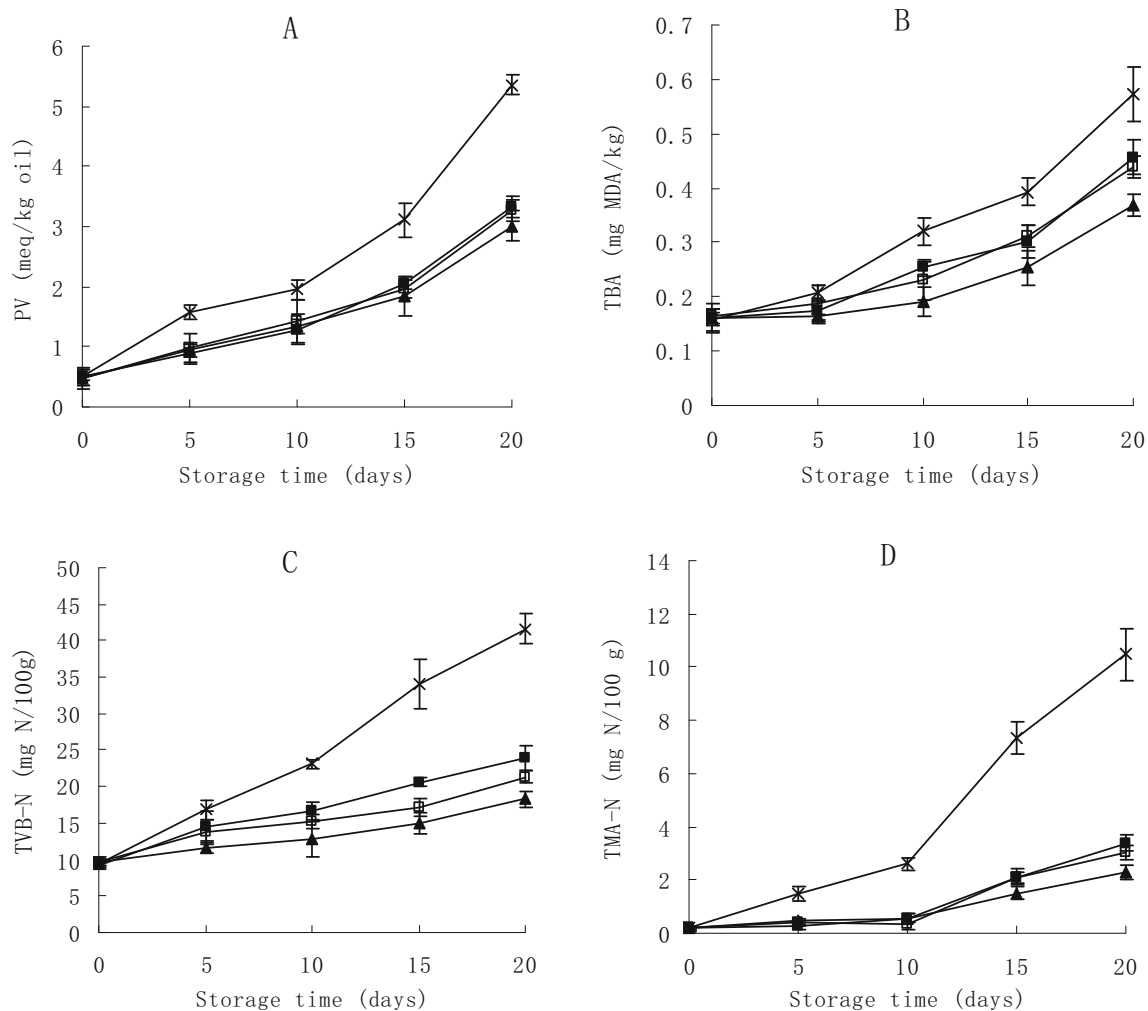 A
PV (meq/kg oil)
6
5
4
3
2
1
0
0 5 10 15 20
Storage time (days)
B
TBA (mg MDA/kg)
0.7
0.6
0.5
0.4
0.3
0.2
0.1
0
0 5 10 15 20
Storage time (days)
C
TVB-N (mg N/100g)
50
45
40
35
30
25
20
15
10
5
0
0 5 10 15 20
Storage time (days)
D
TMA-N (mg N/100 g)
14
12
10
8
6
4
2
0
0 5 10 15 20
Storage time (days)